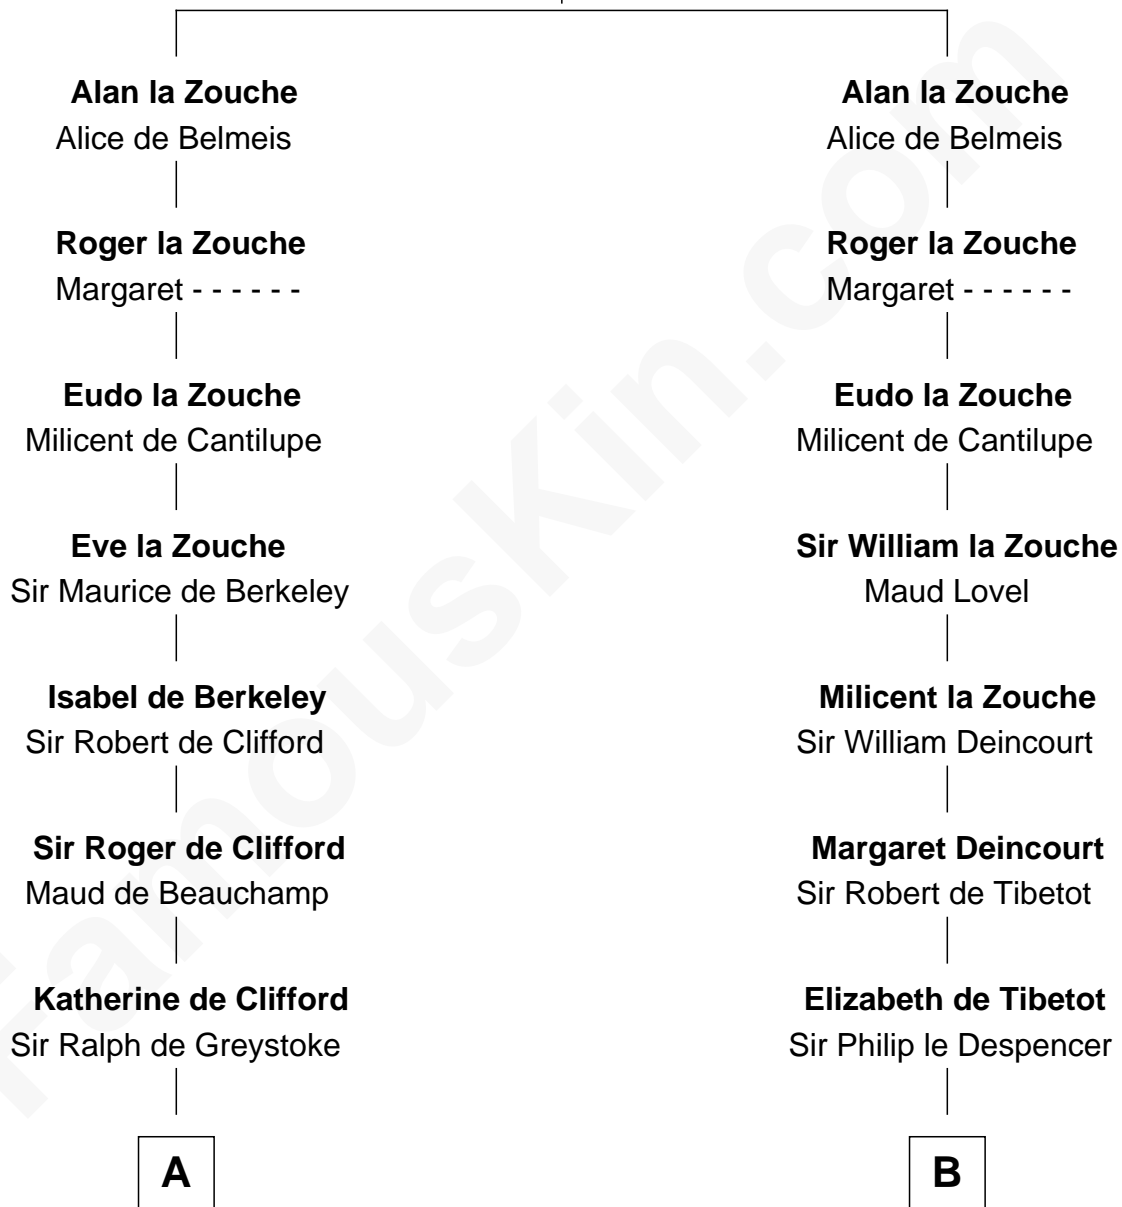 Alan la Zouche
Alice de Belmeis
Roger la Zouche
Margaret - - - - - -
Eudo la Zouche
Milicent de Cantilupe
Eve la Zouche
Sir Maurice de Berkeley
Isabel de Berkeley
Sir Robert de Clifford
Sir Roger de Clifford
Maud de Beauchamp
Katherine de Clifford
Sir Ralph de Greystoke
A
Alan la Zouche
Alice de Belmeis
Roger la Zouche
Margaret - - - - - -
Eudo la Zouche
Milicent de Cantilupe
Sir William la Zouche
Maud Lovel
Milicent la Zouche
Sir William Deincourt
Margaret Deincourt
Sir Robert de Tibetot
Elizabeth de Tibetot
Sir Philip le Despencer
B
FamousKin.com